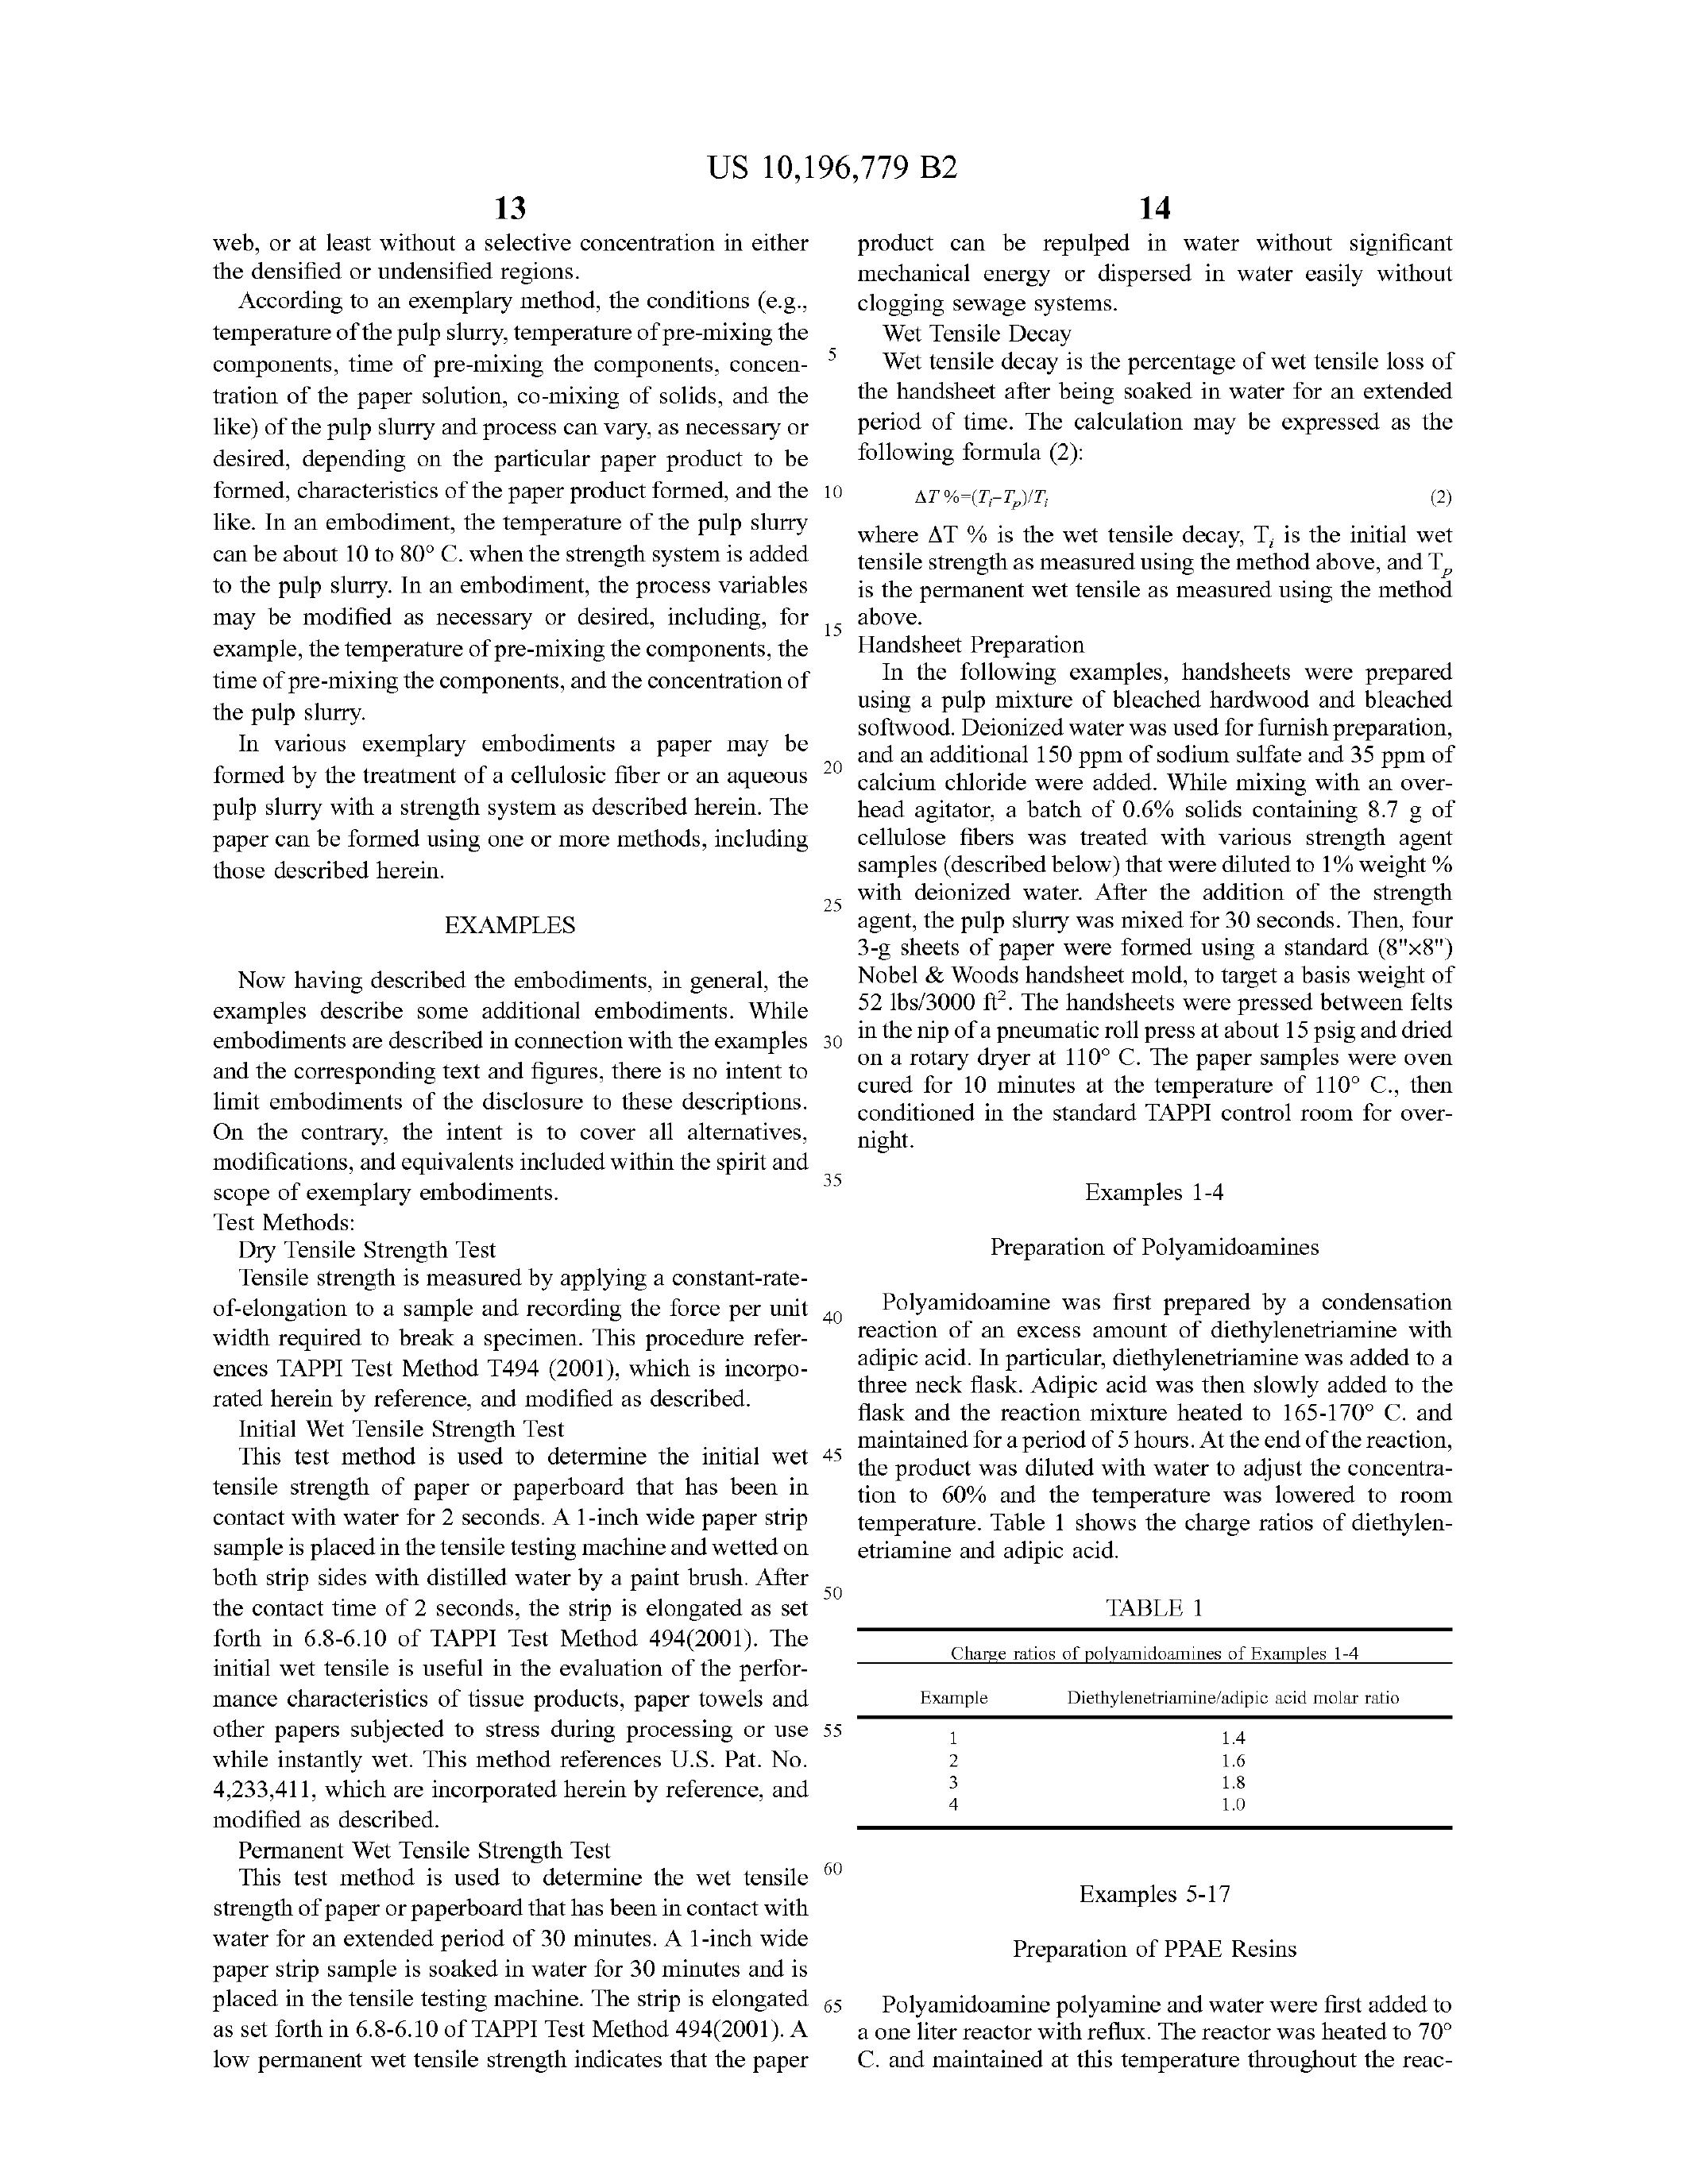 US 10,196,779 B2
13
web, or at least without a selective concentration in either
the densified or undensified regions.
According to an exemplary method, the conditions (e.g.,
temperature of the pulp slurry, temperature of pre-mixing the
components, time of pre-mixing the components, concen-
tration of the paper solution, co-mixing of solids, and the
like) of the pulp slurry and process can vary, as necessary or
desired, depending on the particular paper product to be
formed, characteristics of the paper product formed, and the
like. In an embodiment, the temperature of the pulp slurry
can be about 10 to 80° C. when the strength system is added
to the pulp slurry. In an embodiment, the process variables
may be modified as necessary or desired, including, for
example, the temperature of pre-mixing the components, the
time of pre-mixing the components, and the concentration of
the pulp slurry.
In various exemplary embodiments a paper may be
formed by the treatment of a cellulosic fiber or an aqueous
pulp slurry with a strength system as described herein. The
paper can be formed using one or more methods, including
those described herein.
EXAMPLES
Now having described the embodiments, in general, the
examples describe some additional embodiments. While
embodiments are described in connection with the examples
and the corresponding text and figures, there is no intent to
limit embodiments of the disclosure to these descriptions.
On the contrary, the intent is to cover all alternatives,
modifications, and equivalents included within the spirit and
scope of exemplary embodiments.
Test Methods:
Dry Tensile Strength Test
Tensile strength is measured by applying a constant-rate-
of-elongation to a sample and recording the force per unit
width required to break a specimen. This procedure refer-
ences TAPPI Test Method T494 (2001), which is incorpo-
rated herein by reference, and modified as described.
Initial Wet Tensile Strength Test
This test method is used to determine the initial wet
tensile strength of paper or paperboard that has been in
contact with water for 2 seconds. A 1-inch wide paper strip
sample is placed in the tensile testing machine and wetted on
both strip sides with distilled water by a paint brush. After
the contact time of 2 seconds, the strip is elongated as set
forth in 6.8-6.10 of TAPPI Test Method 494(2001). The
initial wet tensile is useful in the evaluation of the perfor-
mance characteristics of tissue products, paper towels and
other papers subjected to stress during processing or use
while instantly wet. This method references U.S. Pat. No.
4,233,411, which are incorporated herein by reference, and
modified as described.
Permanent Wet Tensile Strength Test
This test method is used to determine the wet tensile
strength of paper or paperboard that has been in contact with
water for an extended period of 30 minutes. A 1-inch wide
paper strip sample is soaked in water for 30 minutes and is
placed in the tensile testing machine. The strip is elongated
as set forth in 6.8-6.10 of TAPPI Test Method 494(2001). A
low permanent wet tensile strength indicates that the paper
5
10
15
20
25
30
35
40
45
50
55
60
65
14
product can be repulped in water without significant
mechanical energy or dispersed in water easily without
clogging sewage systems.
Wet Tensile Decay
Wet tensile decay is the percentage of wet tensile loss of
the handsheet after being soaked in water for an extended
period of time. The calculation may be expressed as the
following formula (2):
ΔT %=(Ti-Tp)/Ti (2)
where ΔT % is the wet tensile decay, Ti is the initial wet
tensile strength as measured using the method above, and Tp
is the permanent wet tensile as measured using the method
above.
Handsheet Preparation
In the following examples, handsheets were prepared
using a pulp mixture of bleached hardwood and bleached
softwood. Deionized water was used for furnish preparation,
and an additional 150 ppm of sodium sulfate and 35 ppm of
calcium chloride were added. While mixing with an over-
head agitator, a batch of 0.6% solids containing 8.7 g of
cellulose fibers was treated with various strength agent
samples (described below) that were diluted to 1% weight %
with deionized water. After the addition of the strength
agent, the pulp slurry was mixed for 30 seconds. Then, four
3-g sheets of paper were formed using a standard (8"x8")
Nobel & Woods handsheet mold, to target a basis weight of
52 lbs/3000 ft². The handsheets were pressed between felts
in the nip of a pneumatic roll press at about 15 psig and dried
on a rotary dryer at 110° C. The paper samples were oven
cured for 10 minutes at the temperature of 110° C., then
conditioned in the standard TAPPI control room for over-
night.
Examples 1-4
Preparation of Polyamidoamines
Polyamidoamine was first prepared by a condensation
reaction of an excess amount of diethylenetriamine with
adipic acid. In particular, diethylenetriamine was added to a
three neck flask. Adipic acid was then slowly added to the
flask and the reaction mixture heated to 165-170° C. and
maintained for a period of 5 hours. At the end of the reaction,
the product was diluted with water to adjust the concentra-
tion to 60% and the temperature was lowered to room
temperature. Table 1 shows the charge ratios of diethylen-
etriamine and adipic acid.
TABLE 1
Charge ratios of polyamidoamines of Examples 1-4
Example Diethylenetriamine/adipic acid molar ratio
1 1.4
2 1.6
3 1.8
4 1.0
Examples 5-17
Preparation of PPAE Resins
Polyamidoamine polyamine and water were first added to
a one liter reactor with reflux. The reactor was heated to 70°
C. and maintained at this temperature throughout the reac-